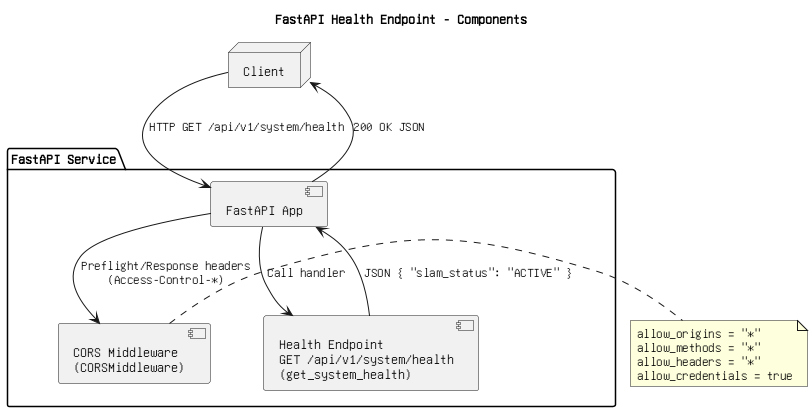 FastAPI Health Endpoint - Components
Client
HTTP GET /api/v1/system/health
200 OK JSON
FastAPI Service
FastAPI App
Preflight/Response headers
(Access-Control-*)
Call handler
JSON { "slam_status": "ACTIVE" }
CORS Middleware
(CORSMiddleware)
Health Endpoint
GET /api/v1/system/health
(get_system_health)
allow_origins = "*"
allow_methods = "*"
allow_headers = "*"
allow_credentials = true